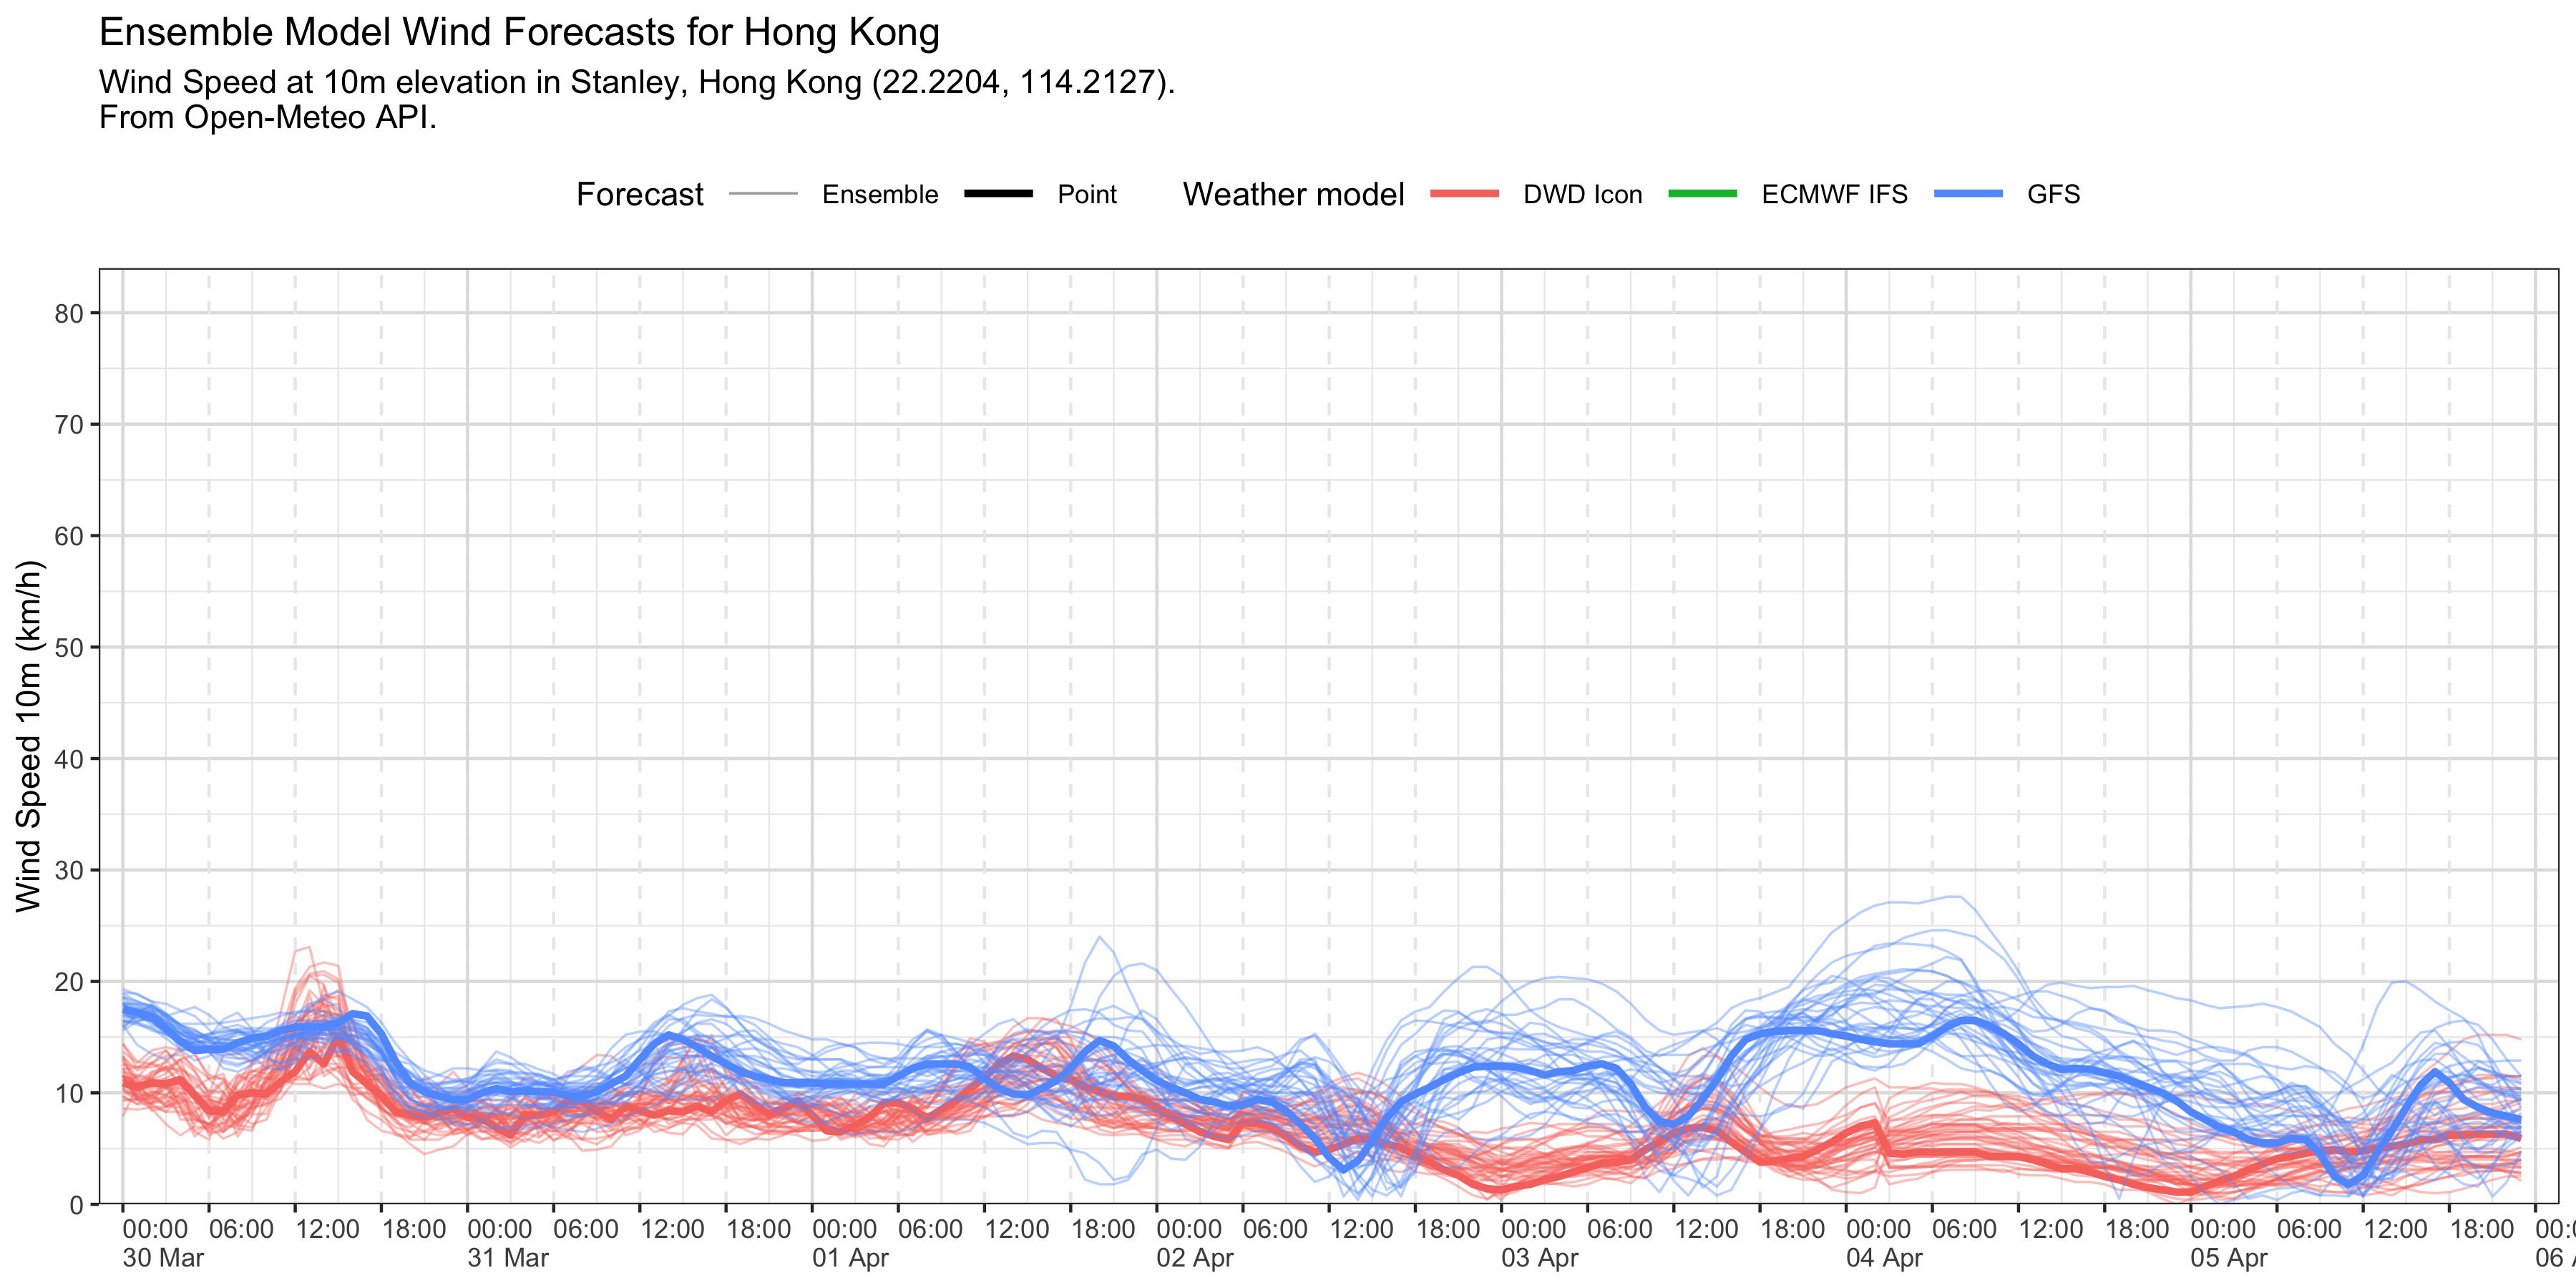 Ensemble Model Wind Forecasts for Hong Kong
Wind Speed at 10m elevation in Stanley, Hong Kong (22.2204, 114.2127).
From Open-Meteo API.
Forecast Ensemble Point Weather model DWD Icon ECMWF IFS GFS
Wind Speed 10m (km/h)
80
70
60
50
40
30
20
10
0
00:00 06:00 12:00 18:00 00:00 06:00 12:00 18:00 00:00 06:00 12:00 18:00 00:00 06:00 12:00 18:00 00:00 06:00 12:00 18:00 00:00 06:00 12:00 18:00 00:00 06:00 12:00 18:00
30 Mar 31 Mar 01 Apr 02 Apr 03 Apr 04 Apr 05 Apr 06